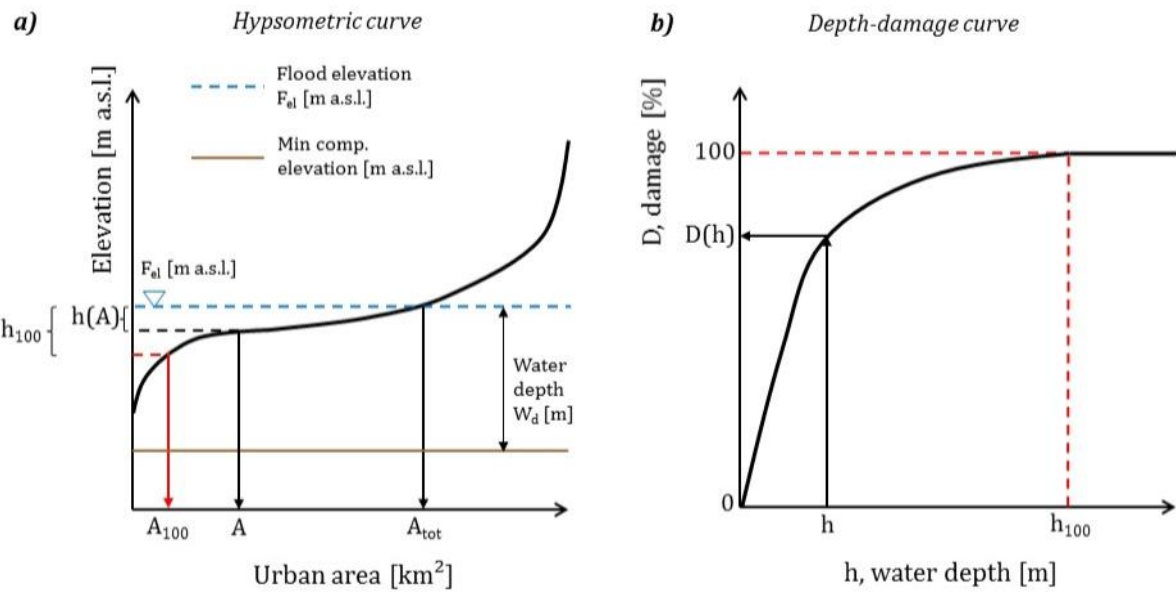 a)
Hypsometric curve
Flood elevation
Fel [m a.s.l.]
Min comp.
elevation [m a.s.l.]
Elevation [m a.s.l.]
Fel [m a.s.l.]
h(A)
h100
Water
depth
Wd [m]
A100
A
Atot
Urban area [km²]
b)
Depth-damage curve
D, damage [%]
100
D(h)
0
h
h100
h, water depth [m]